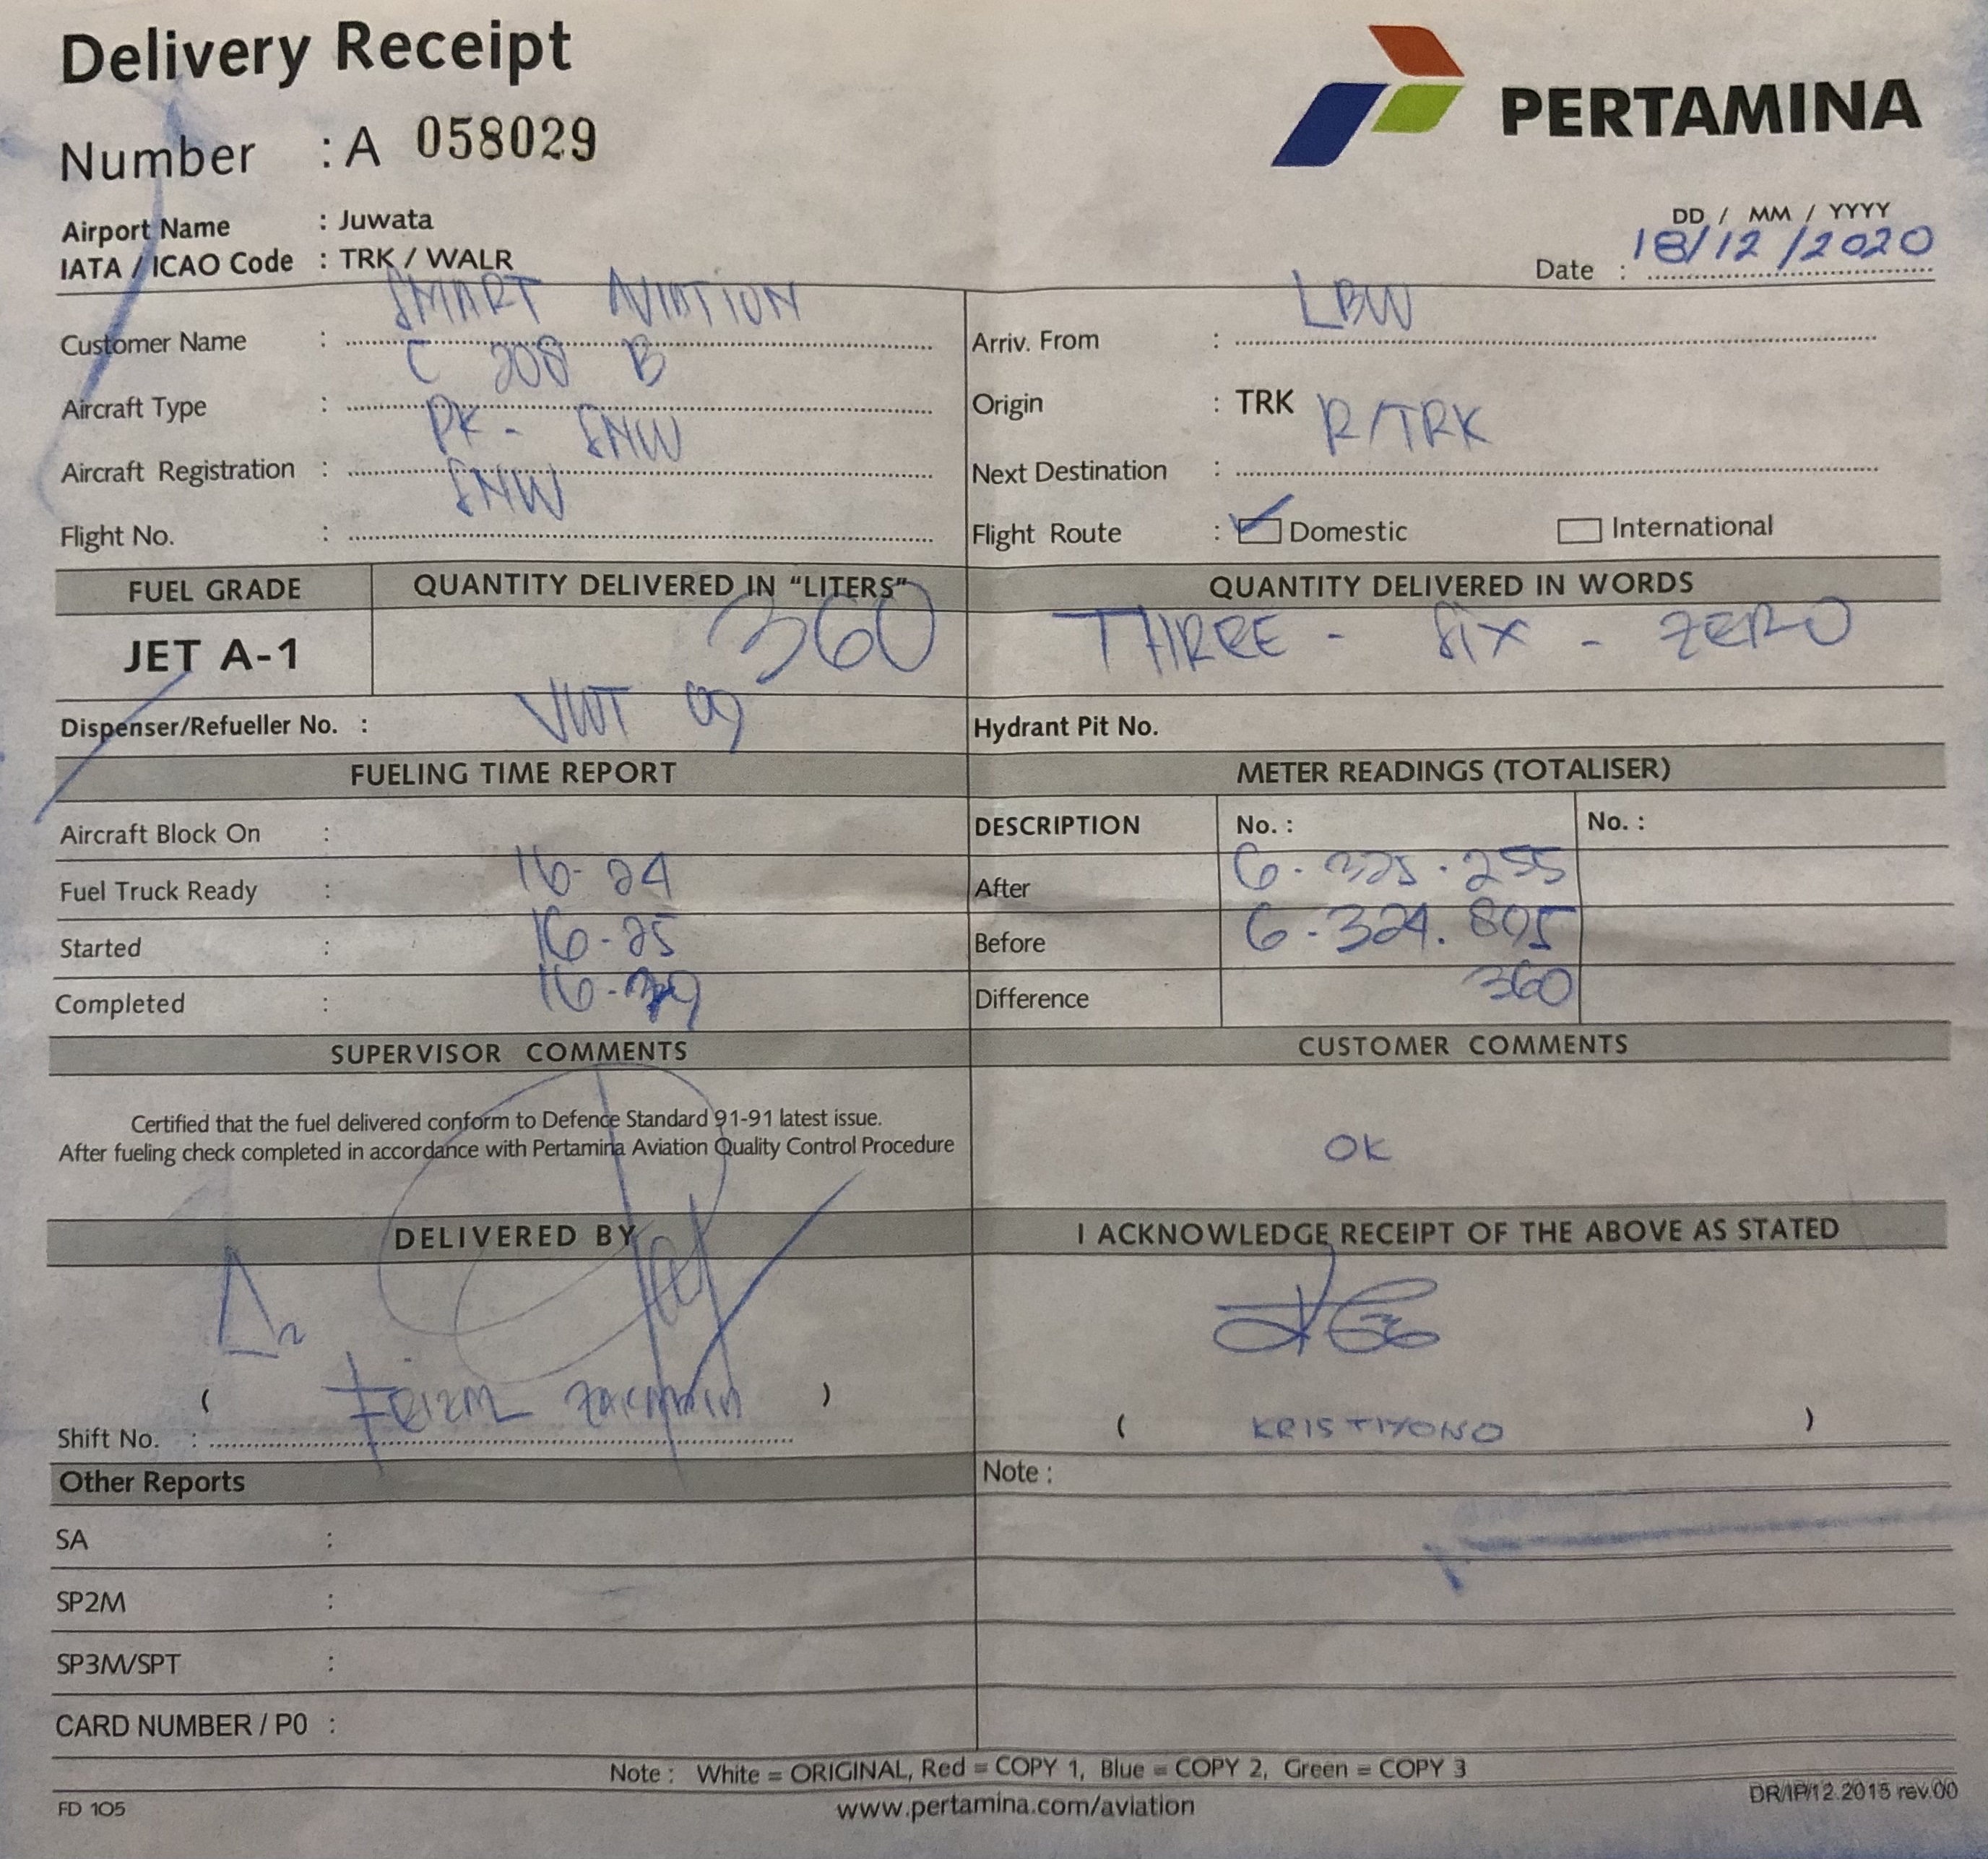 Delivery Receipt
PERTAMINA
Number : A 058029
Airport Name : Juwata
IATA / ICAO Code : TRK / WALR
DD / MM / YYYY
Date : 18/12/2020
Customer Name : SMART AVIATION
Arriv. From : LBW
Aircraft Type : C 208 B
Origin : TRK
Aircraft Registration : PK - SNW
Next Destination : R/TRK
Flight No. : SNW
Flight Route : Domestic International
FUEL GRADE QUANTITY DELIVERED IN “LITERS” QUANTITY DELIVERED IN WORDS
JET A-1 360 THREE - SIX - ZERO
Dispenser/Refueller No. : VWT 09 Hydrant Pit No.
FUELING TIME REPORT METER READINGS (TOTALISER)
Aircraft Block On : DESCRIPTION No. : No. :
Fuel Truck Ready : 16-24 After 6.325.255
Started : 16-25 Before 6.324.895
Completed : Difference 360
SUPERVISOR COMMENTS CUSTOMER COMMENTS
Certified that the fuel delivered conform to Defence Standard 91-91 latest issue.
After fueling check completed in accordance with Pertamina Aviation Quality Control Procedure
OK
DELIVERED BY I ACKNOWLEDGE RECEIPT OF THE ABOVE AS STATED
( )
Shift No. :
( KRISTIYONO )
Other Reports Note :
SA :
SP2M :
SP3M/SPT :
CARD NUMBER / P0 :
Note : White = ORIGINAL, Red = COPY 1, Blue = COPY 2, Green = COPY 3
FD 105 www.pertamina.com/aviation DR/IP/12.2015 rev.00